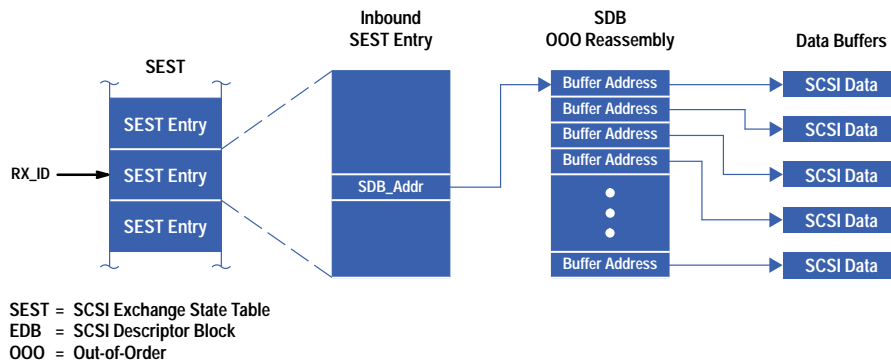 Inbound
SEST Entry
SDB
OOO Reassembly
Data Buffers
SEST
SEST Entry
SEST Entry
SEST Entry
RX_ID
SDB_Addr
Buffer Address
Buffer Address
Buffer Address
Buffer Address
Buffer Address
SCSI Data
SCSI Data
SCSI Data
SCSI Data
SCSI Data
SEST = SCSI Exchange State Table
EDB = SCSI Descriptor Block
OOO = Out-of-Order